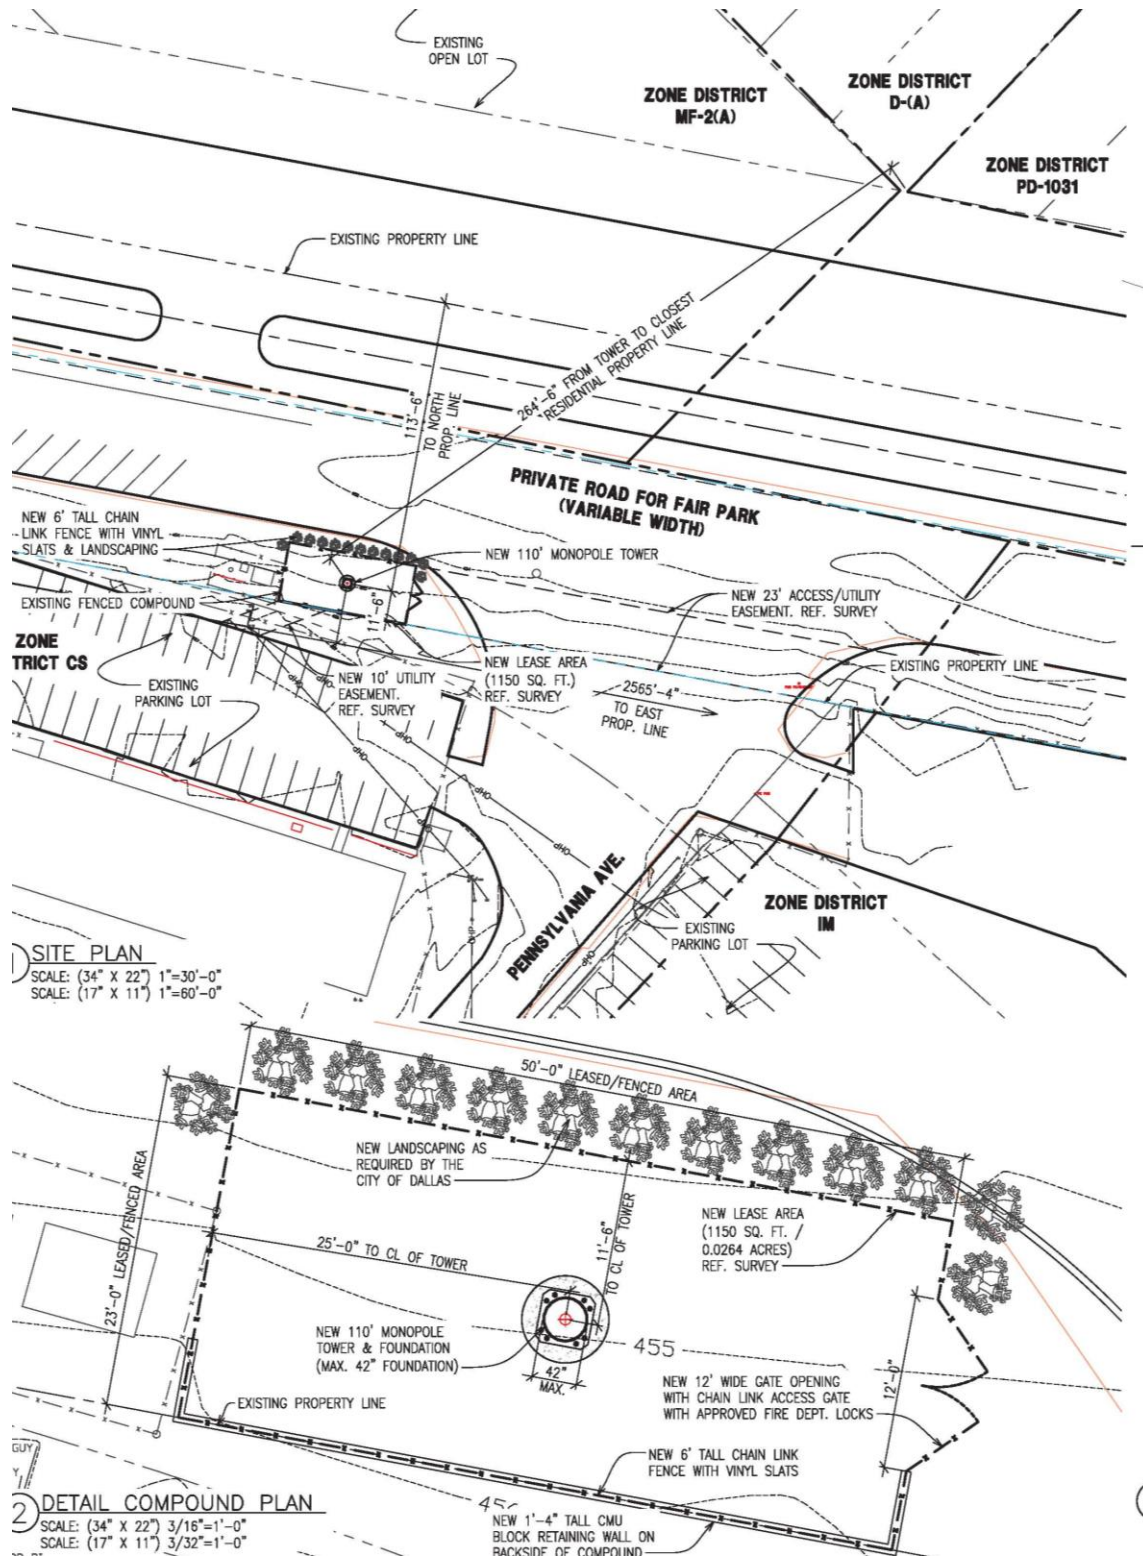 EXISTING
OPEN LOT
ZONE DISTRICT
MF-2(A)
ZONE DISTRICT
D-(A)
ZONE DISTRICT
PD-1031
EXISTING PROPERTY LINE
264'-6" FROM TOWER TO CLOSEST
RESIDENTIAL PROPERTY LINE
113'-6"
TO NORTH
PROP. LINE
PRIVATE ROAD FOR FAIR PARK
(VARIABLE WIDTH)
NEW 6' TALL CHAIN
LINK FENCE WITH VINYL
SLATS & LANDSCAPING
NEW 110' MONOPOLE TOWER
EXISTING FENCED COMPOUND
11'-6"
NEW 23' ACCESS/UTILITY
EASEMENT. REF. SURVEY
ZONE
TRICT CS
EXISTING
PARKING LOT
NEW 10' UTILITY
EASEMENT.
REF. SURVEY
NEW LEASE AREA
(1150 SQ. FT.)
REF. SURVEY
EXISTING PROPERTY LINE
2565'-4"
TO EAST
PROP. LINE
OHP
OHP
OHP
OHP
OHP
OHP
OHP
PENNSYLVANIA AVE.
ZONE DISTRICT
IM
EXISTING
PARKING LOT
SITE PLAN
SCALE: (34" X 22") 1"=30'-0"
SCALE: (17" X 11") 1"=60'-0"
50'-0" LEASED/FENCED AREA
23'-0" LEASED/FENCED AREA
NEW LANDSCAPING AS
REQUIRED BY THE
CITY OF DALLAS
11'-6"
TO CL OF TOWER
NEW LEASE AREA
(1150 SQ. FT. /
0.0264 ACRES)
REF. SURVEY
25'-0" TO CL OF TOWER
NEW 110' MONOPOLE
TOWER & FOUNDATION
(MAX. 42" FOUNDATION)
42"
MAX.
455
12'-0"
NEW 12' WIDE GATE OPENING
WITH CHAIN LINK ACCESS GATE
WITH APPROVED FIRE DEPT. LOCKS
EXISTING PROPERTY LINE
NEW 6' TALL CHAIN LINK
FENCE WITH VINYL SLATS
GUY
2 DETAIL COMPOUND PLAN
SCALE: (34" X 22") 3/16"=1'-0"
SCALE: (17" X 11") 3/32"=1'-0"
NEW 1'-4" TALL CMU
BLOCK RETAINING WALL ON
BACKSIDE OF COMPOUND